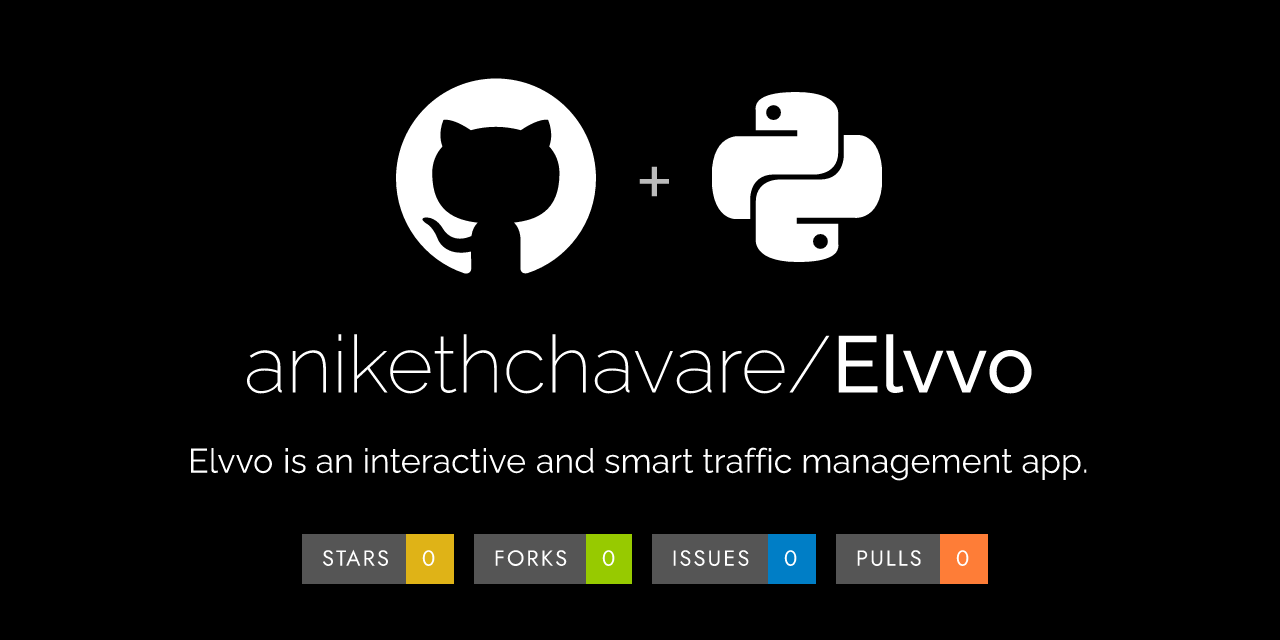 +
anikethchavare/Elvvo
Elvvo is an interactive and smart traffic management app.
STARS 0 FORKS 0 ISSUES 0 PULLS 0